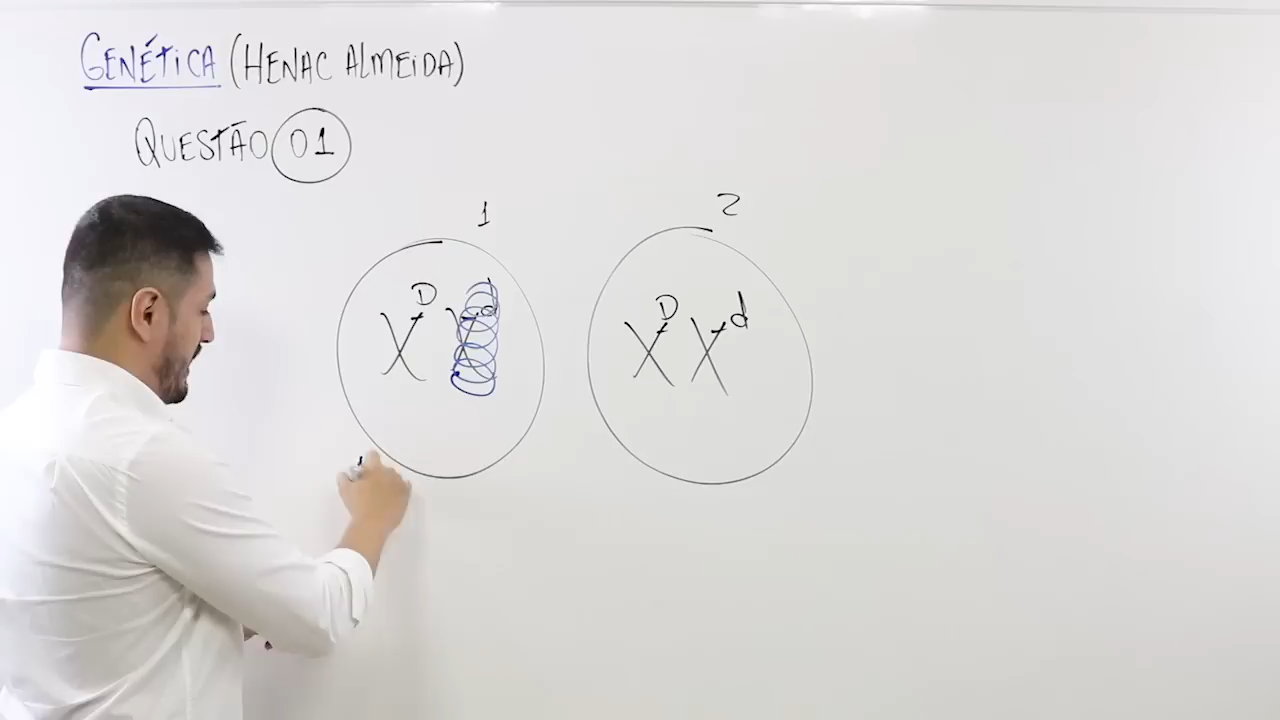 GENÉTICA (HENAC ALMEIDA)
QUESTÃO 01
1 2
X^D X^d X^D X^d